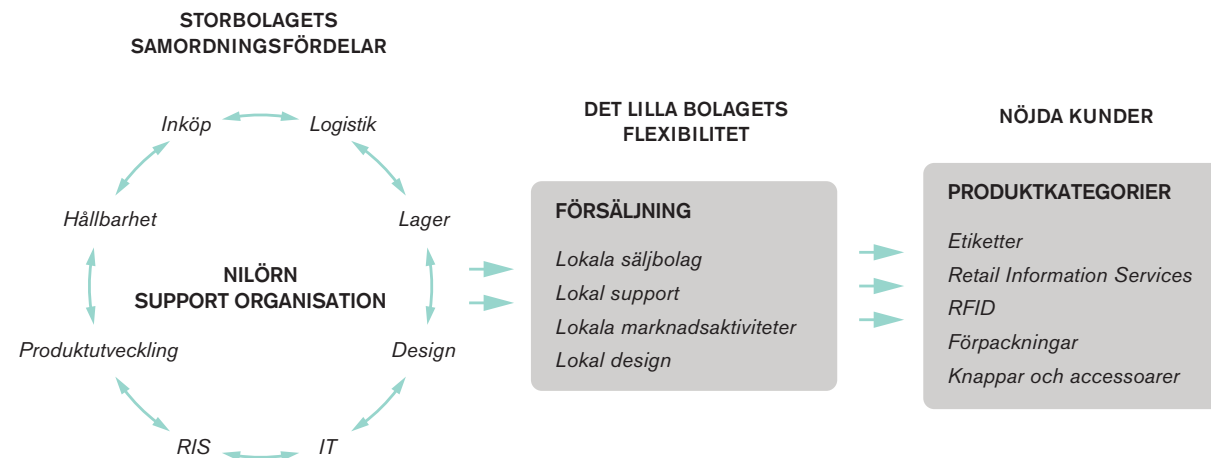 STORBOLAGETS
SAMORDNINGSFÖRDELAR
Inköp
Logistik
Hållbarhet
Lager
NILÖRN
SUPPORT ORGANISATION
Produktutveckling
Design
RIS
IT
DET LILLA BOLAGETS
FLEXIBILITET
FÖRSÄLJNING
Lokala säljbolag
Lokal support
Lokala marknadsaktiviteter
Lokal design
NÖJDA KUNDER
PRODUKTKATEGORIER
Etiketter
Retail Information Services
RFID
Förpackningar
Knappar och accessoarer